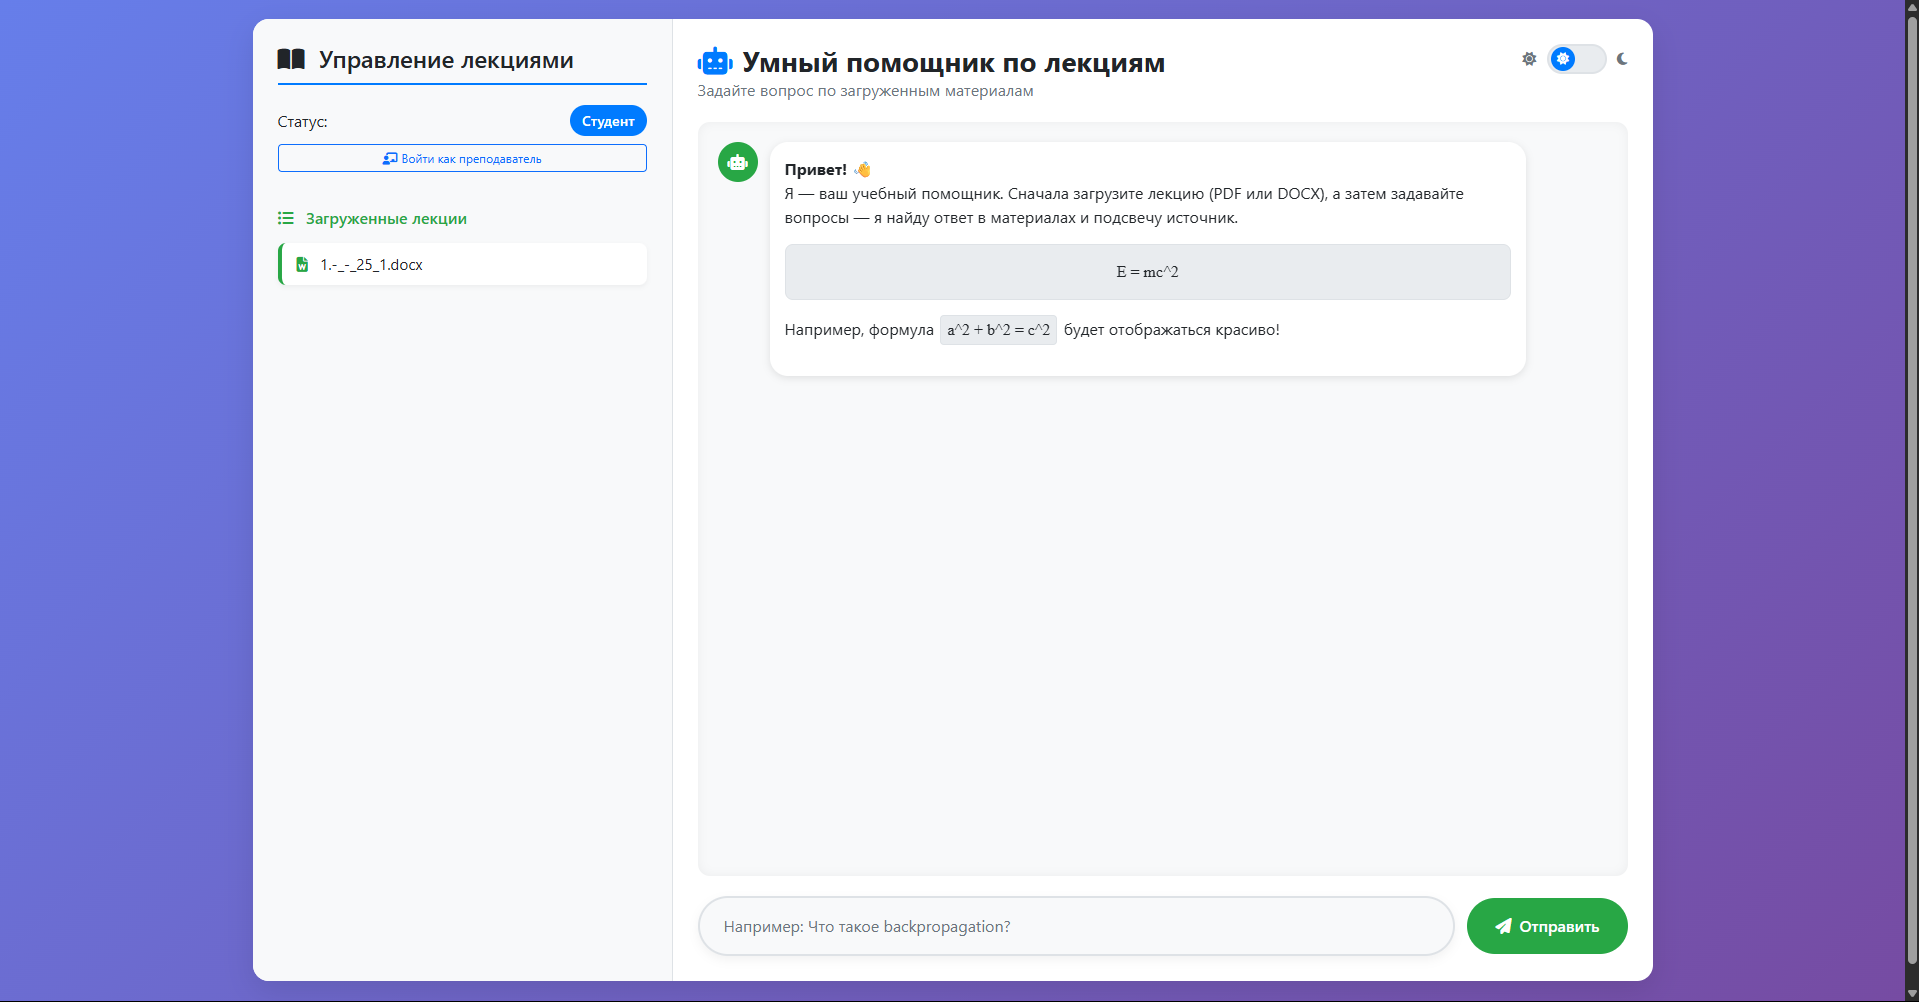 Управление лекциями
Статус:
Студент
Войти как преподаватель
Загруженные лекции
1.-_-_25_1.docx
Умный помощник по лекциям
Задайте вопрос по загруженным материалам
Привет! 👋
Я — ваш учебный помощник. Сначала загрузите лекцию (PDF или DOCX), а затем задавайте
вопросы — я найду ответ в материалах и подсвечу источник.
E = mc^2
Например, формула a^2 + b^2 = c^2 будет отображаться красиво!
Например: Что такое backpropagation?
Отправить